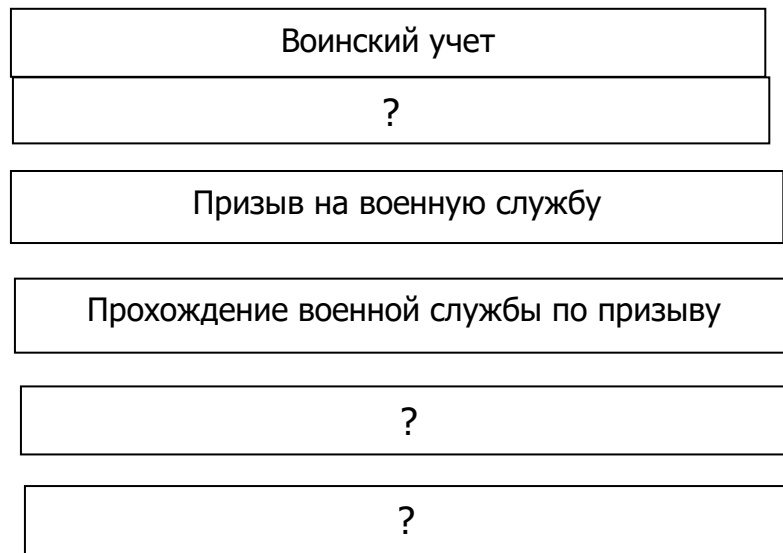 Воинский учет
?
Призыв на военную службу
Прохождение военной службы по призыву
?
?